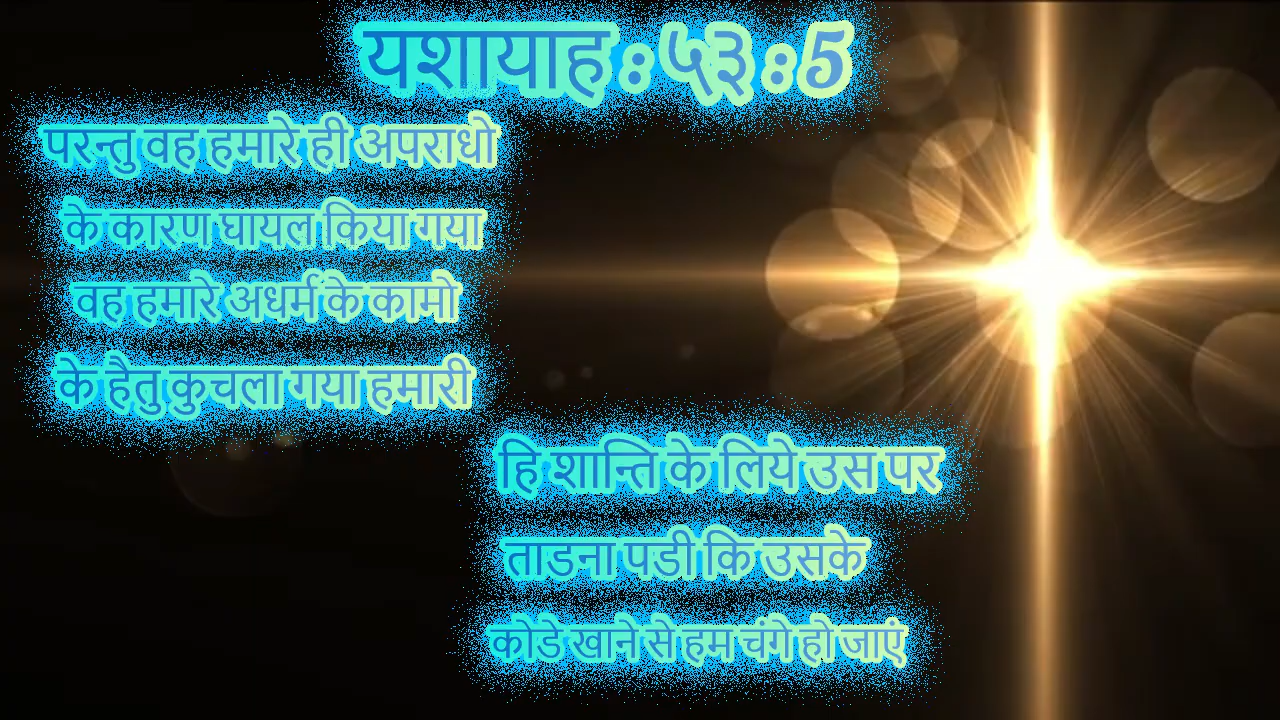 यशायाह : ५३ : 5
परन्तु वह हमारे ही अपराधो
के कारण घायल किया गया
वह हमारे अधर्म के कामो
के हैतु कुचला गया हमारी
हि शान्ति के लिये उस पर
ताडना पडी कि उसके
कोडे खाने से हम चंगे हो जाएं